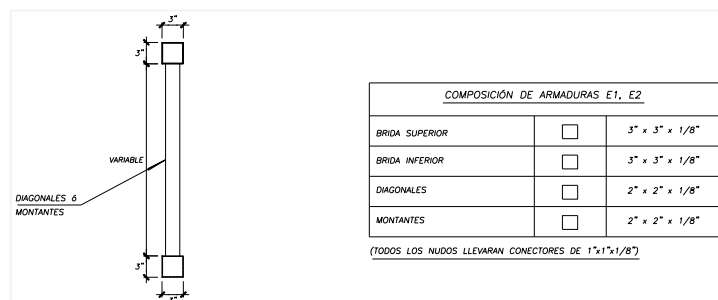 3"
3"
VARIABLE
DIAGONALES 6
MONTANTES
3"
3"
COMPOSICIÓN DE ARMADURAS E1, E2
BRIDA SUPERIOR 3" x 3" x 1/8"
BRIDA INFERIOR 3" x 3" x 1/8"
DIAGONALES 2" x 2" x 1/8"
MONTANTES 2" x 2" x 1/8"
(TODOS LOS NUDOS LLEVARAN CONECTORES DE 1"x1"x1/8")